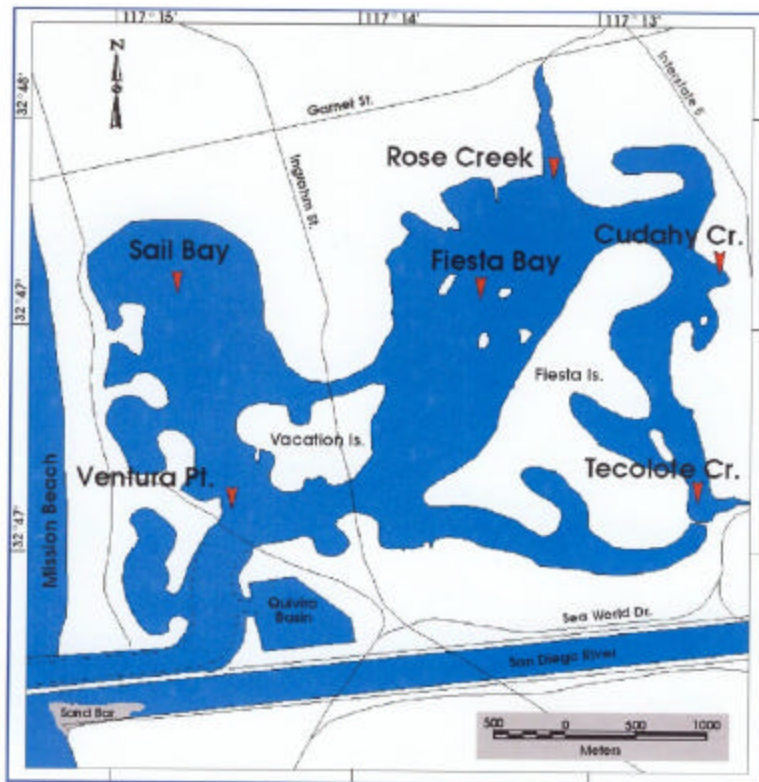 117°15'
117°14'
117°13'
N
32°48'
Garnet St.
Interstate 5
Rose Creek
Ingraham St.
Sail Bay
Cudahy Cr.
Fiesta Bay
32°47'
Fiesta Is.
Vacation Is.
Ventura Pt.
Tecolote Cr.
32°47'
Mission Beach
Quivira
Basin
Sea World Dr.
San Diego River
Sand Bar
500 0 500 1000
Meters